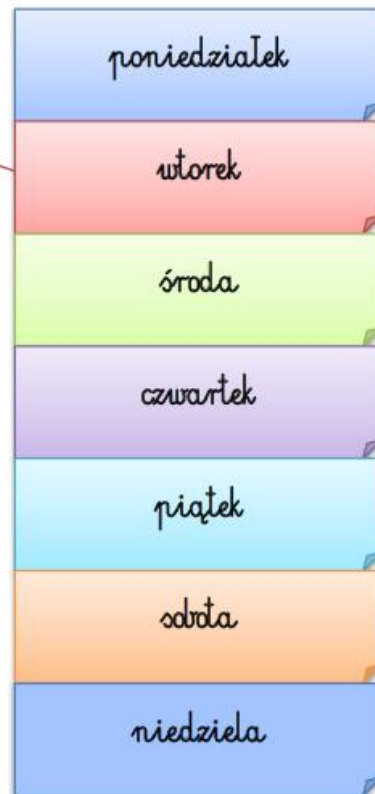 poniedziałek
wtorek
środa
czwartek
piątek
sobota
niedziela